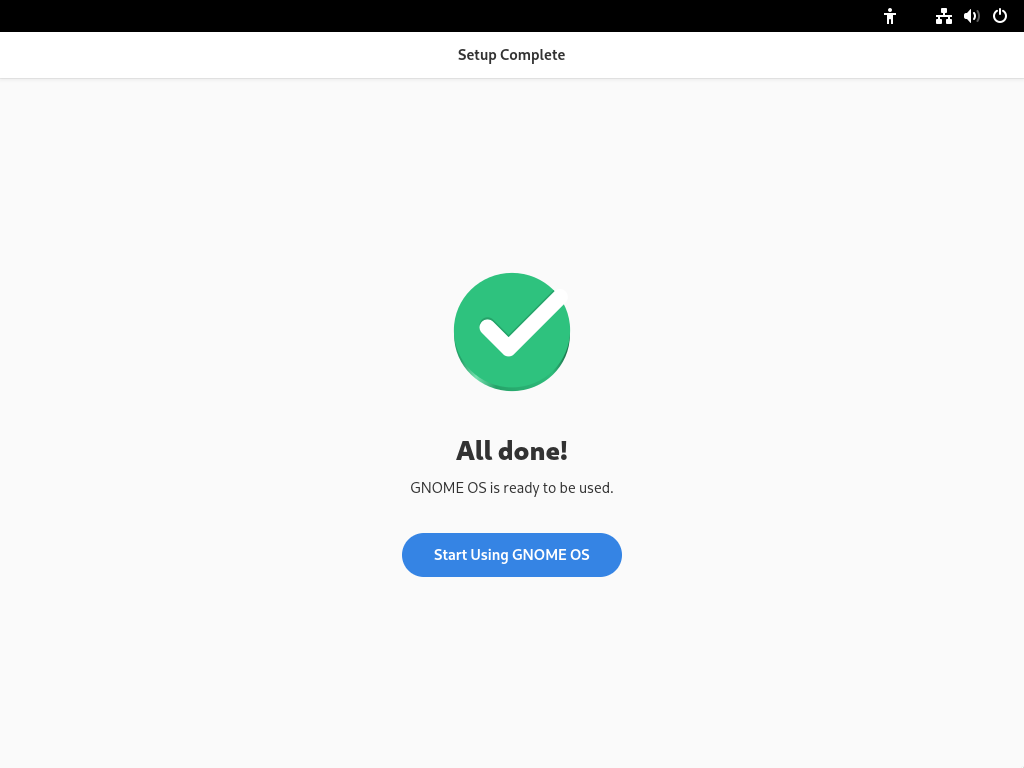 Setup Complete
All done!
GNOME OS is ready to be used.
Start Using GNOME OS